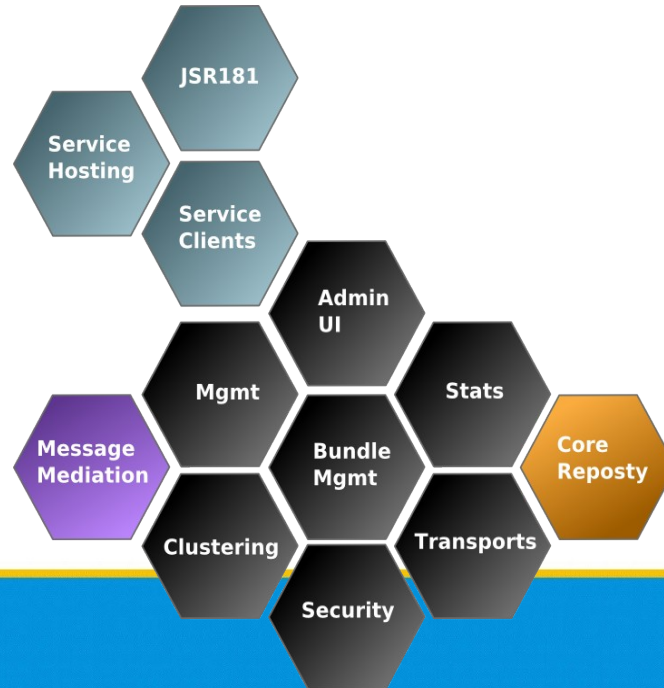 JSR181
Service
Hosting
Service
Clients
Admin
UI
Mgmt
Stats
Message
Mediation
Bundle
Mgmt
Core
Reposty
Clustering
Transports
Security